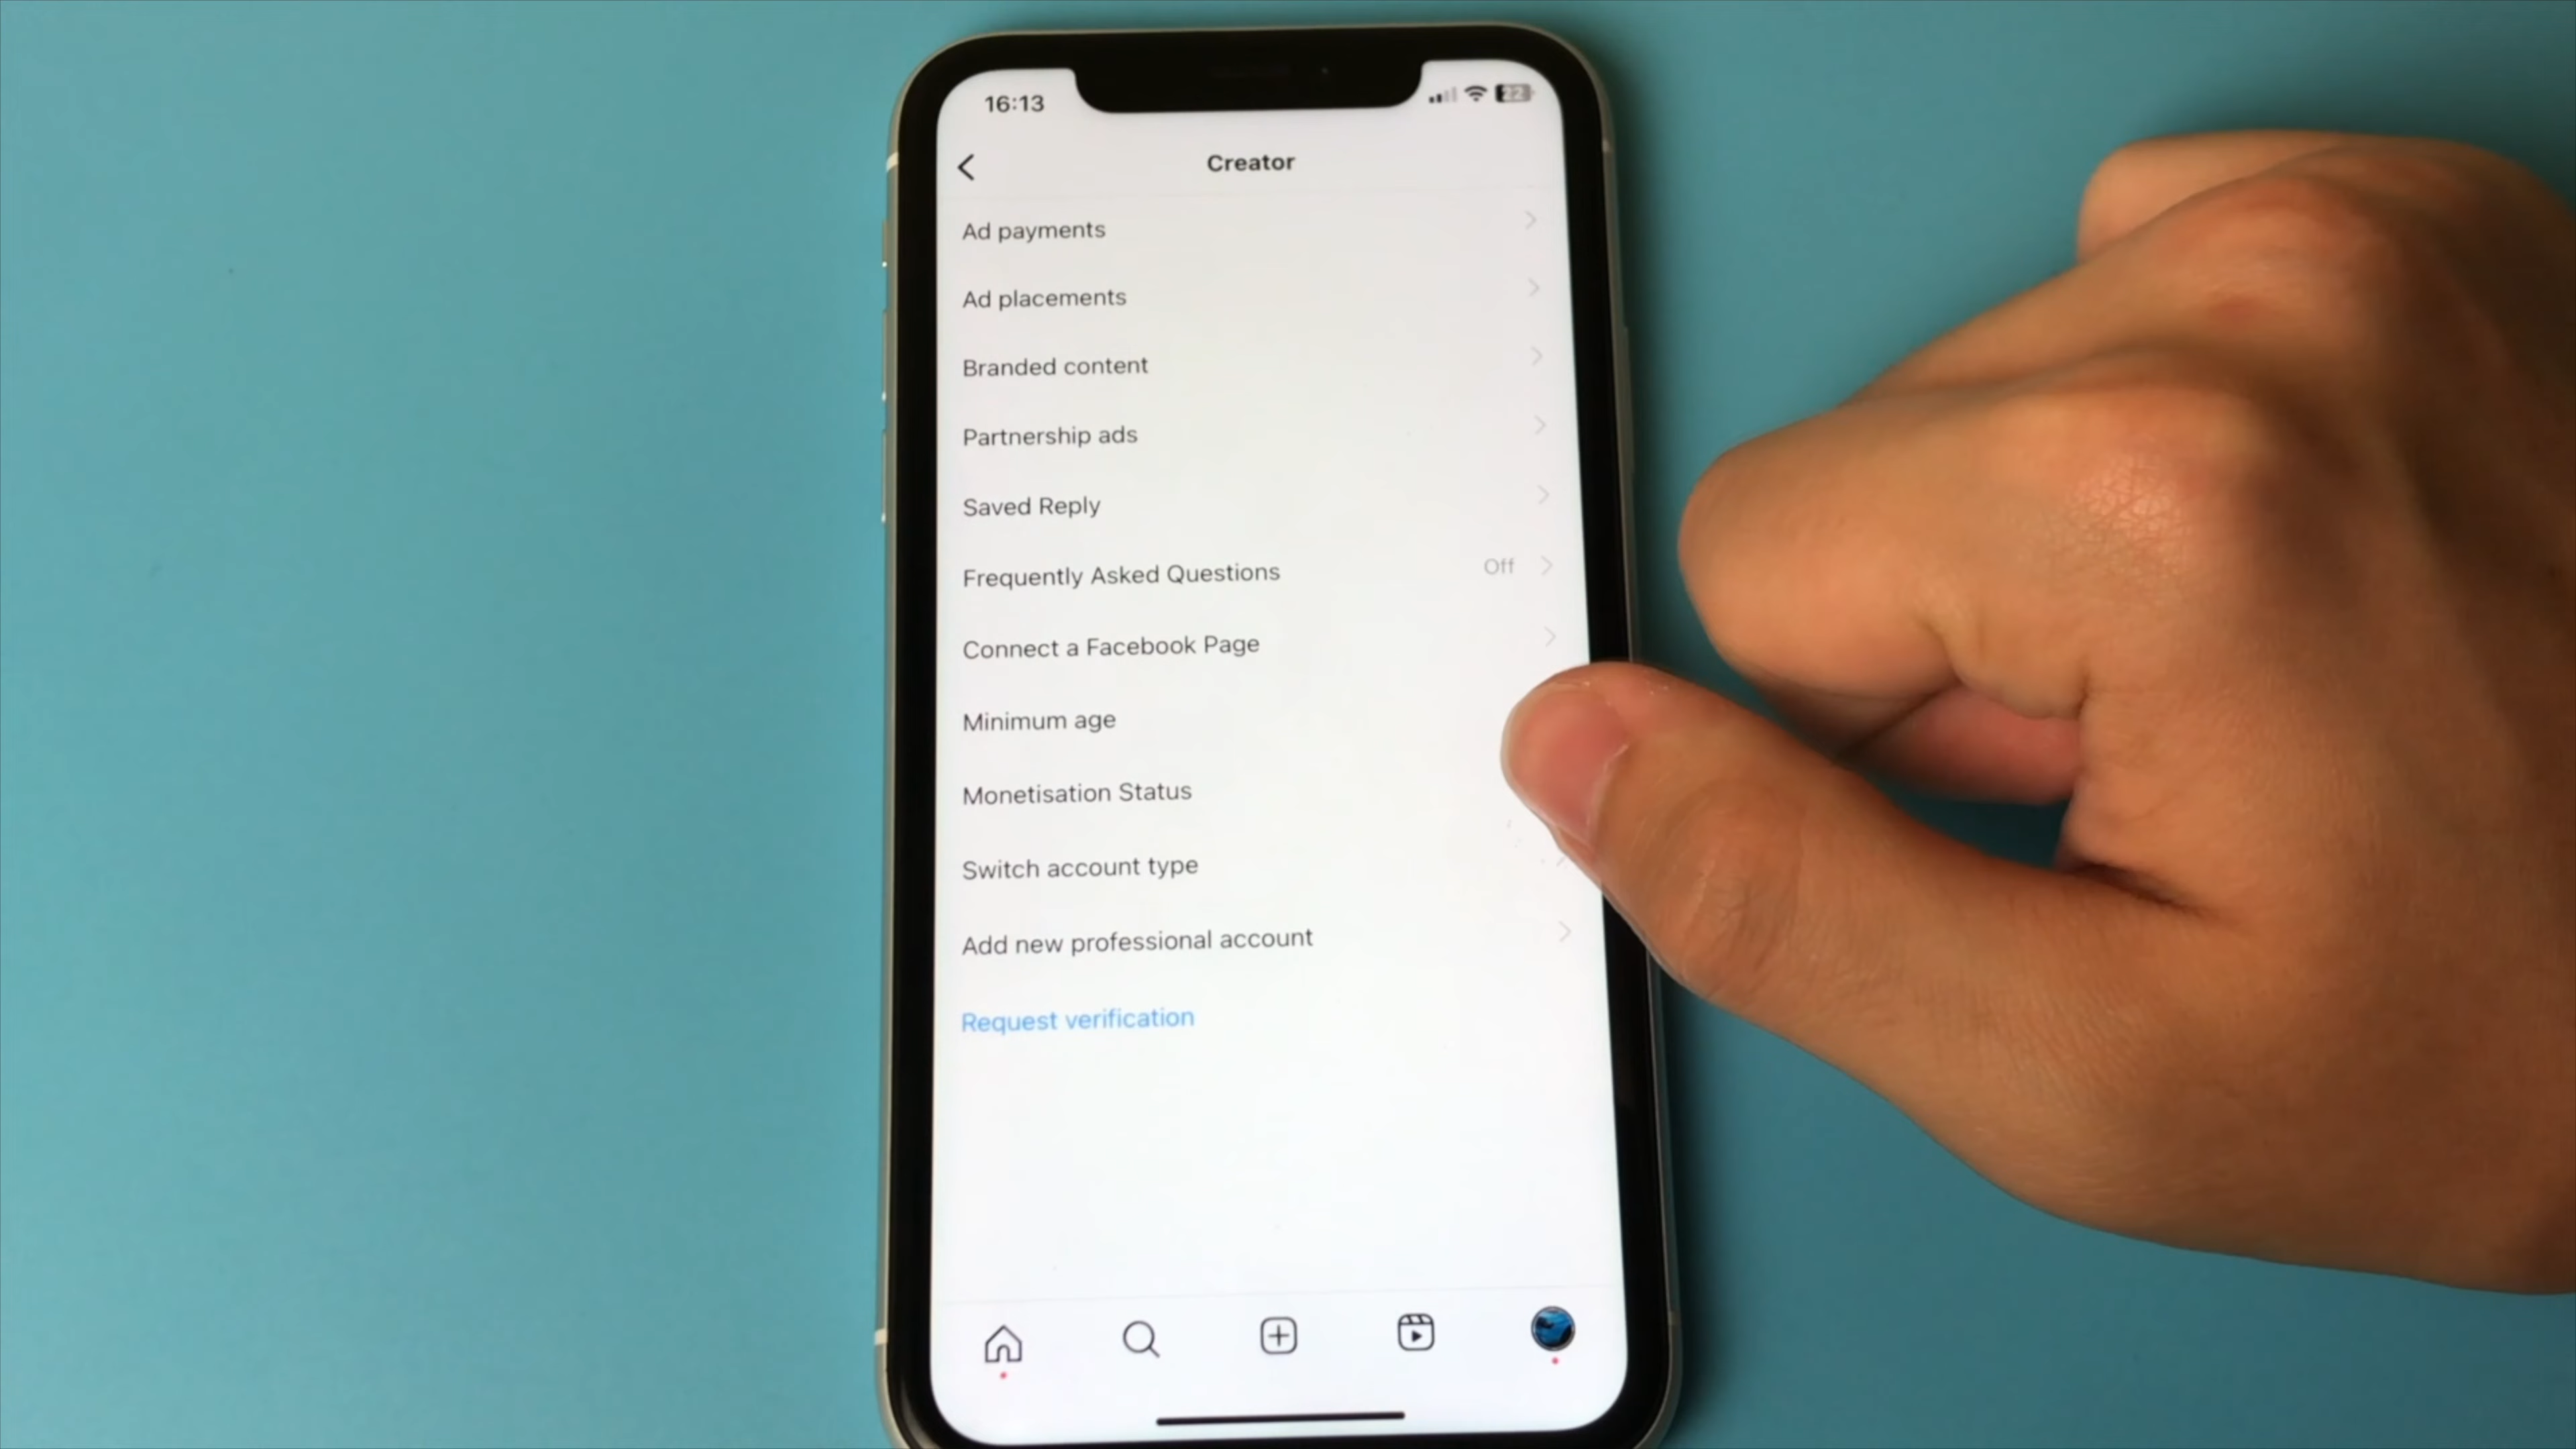 16:13
22
Creator
Ad payments
Ad placements
Branded content
Partnership ads
Saved Reply
Frequently Asked Questions Off
Connect a Facebook Page
Minimum age
Monetisation Status
Switch account type
Add new professional account
Request verification